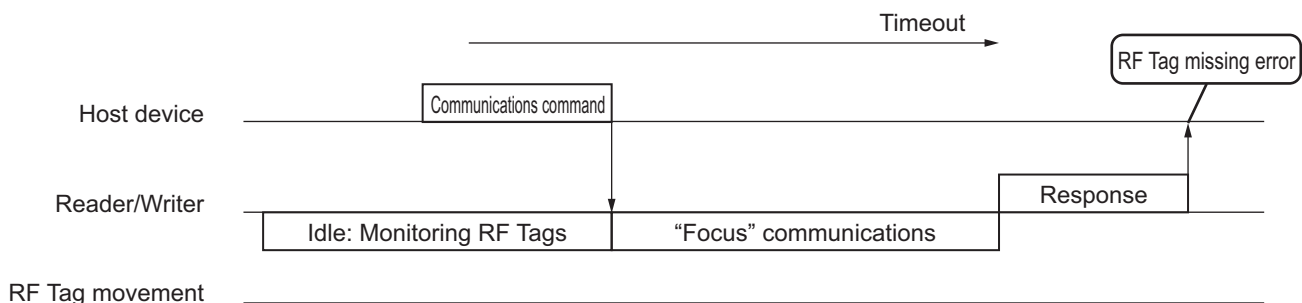 Timeout
RF Tag missing error
Communications command
Host device
Response
Reader/Writer
Idle: Monitoring RF Tags
“Focus” communications
RF Tag movement